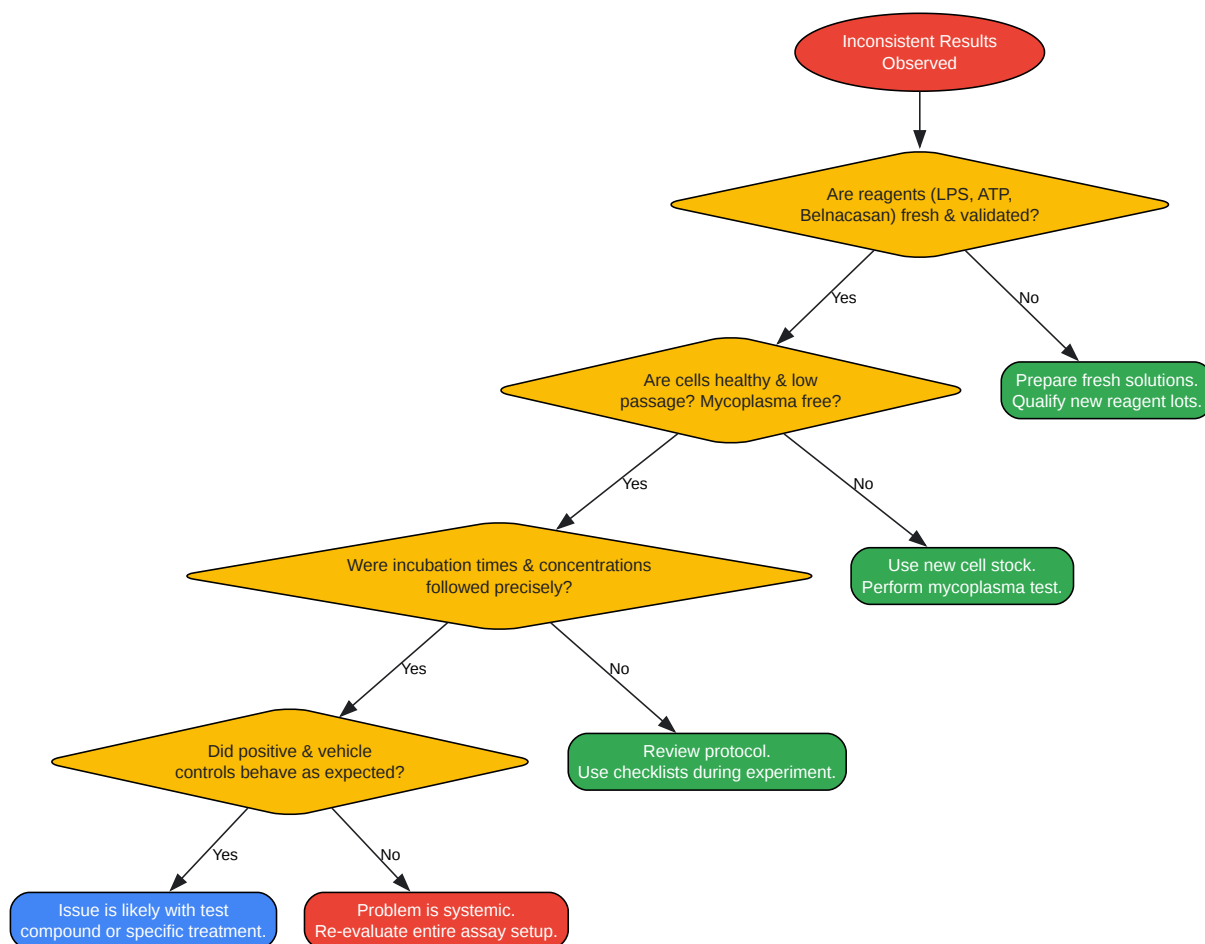 Inconsistent Results
Observed
Are reagents (LPS, ATP,
Belnacasan) fresh & validated?
Yes
No
Are cells healthy & low
passage? Mycoplasma free?
Prepare fresh solutions.
Qualify new reagent lots.
Yes
No
Were incubation times & concentrations
followed precisely?
Use new cell stock.
Perform mycoplasma test.
Yes
No
Did positive & vehicle
controls behave as expected?
Review protocol.
Use checklists during experiment.
Yes
No
Issue is likely with test
compound or specific treatment.
Problem is systemic.
Re-evaluate entire assay setup.